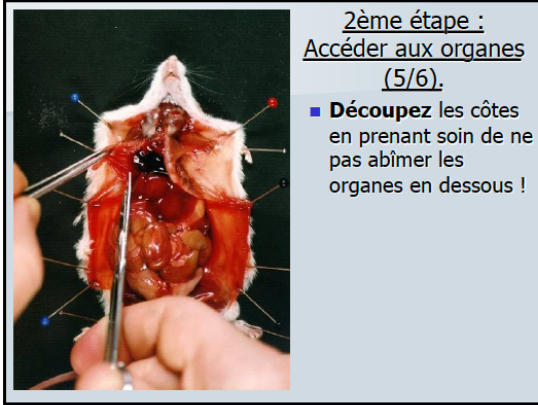 2ème étape :
Accéder aux organes
(5/6).
Découpez les côtes
en prenant soin de ne
pas abîmer les
organes en dessous !